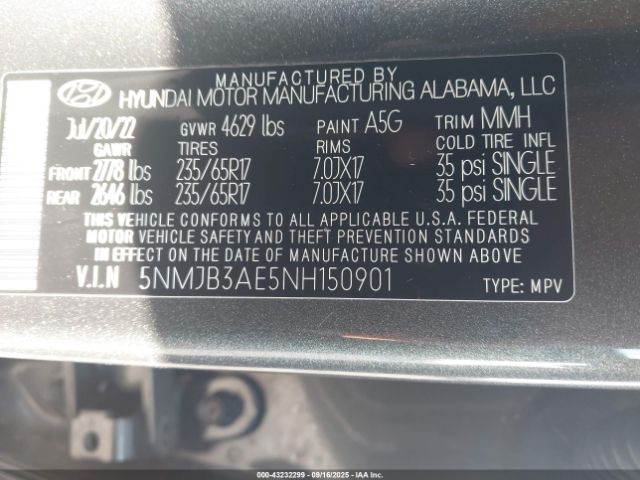 MANUFACTURED BY
HYUNDAI MOTOR MANUFACTURING ALABAMA, LLC
Jul/20/22 GVWR 4629 lbs PAINT A5G TRIM MMH
GAWR TIRES RIMS COLD TIRE INFL
FRONT 2778 lbs 235/65R17 7.0JX17 35 psi SINGLE
REAR 2646 lbs 235/65R17 7.0JX17 35 psi SINGLE
THIS VEHICLE CONFORMS TO ALL APPLICABLE U.S.A. FEDERAL
MOTOR VEHICLE SAFETY AND THEFT PREVENTION STANDARDS
IN EFFECT ON THE DATE OF MANUFACTURE SHOWN ABOVE.
V.I.N 5NMJB3AE5NH150901 TYPE: MPV
000-43232299 - 09/16/2025 - IAAI.COM